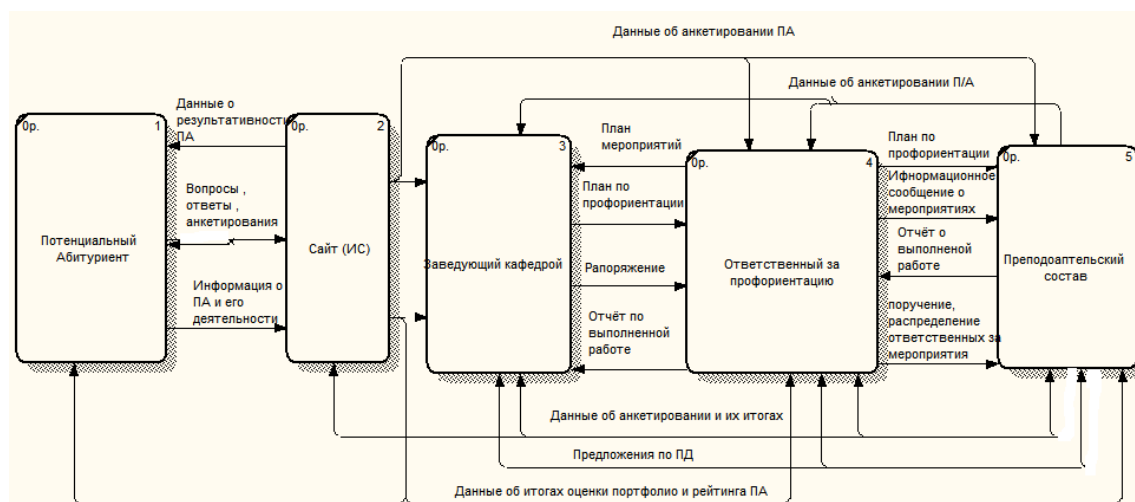 Данные об анкетировании ПА
Данные об анкетировании П/А
Данные о
результативности
ПА
0р.
1
0р.
2
0р.
3
0р.
4
0р.
5
План
мероприятий
План по
профориентации
План по
профориентации
Ифнормационное
сообщение о
мероприятиях
Вопросы ,
ответы ,
анкетирования
Потенциальный
Абитуриент
Сайт (ИС)
Заведующий кафедрой
Ответственный за
профориентацию
Преподоаптельский
состав
Отчёт о
выполненой
работе
Рапоряжение
Информация о
ПА и его
деятельности
Отчёт по
выполненной
работе
поручение,
распределение
ответственных за
мероприятия
Данные об анкетировании и их итогах
Предложения по ПД
Данные об итогах оценки портфолио и рейтинга ПА